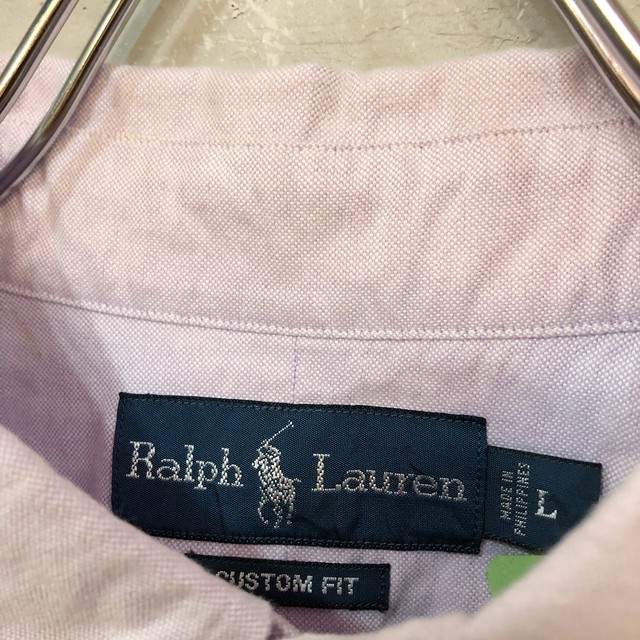 Ralph Lauren
MADE IN
PHILIPPINES
L
CUSTOM FIT